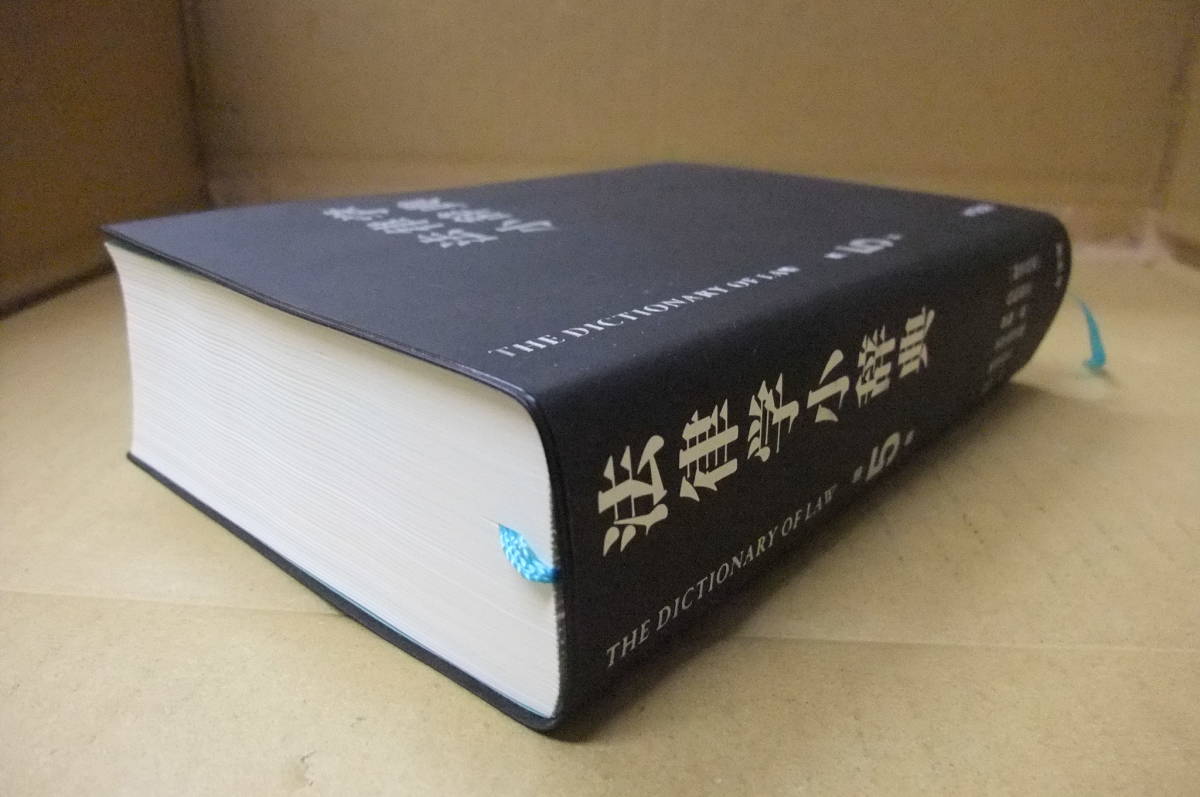 法律学
小辞典
THE DICTIONARY OF LAW
第5版
法律学小辞典
第5版
THE DICTIONARY OF LAW